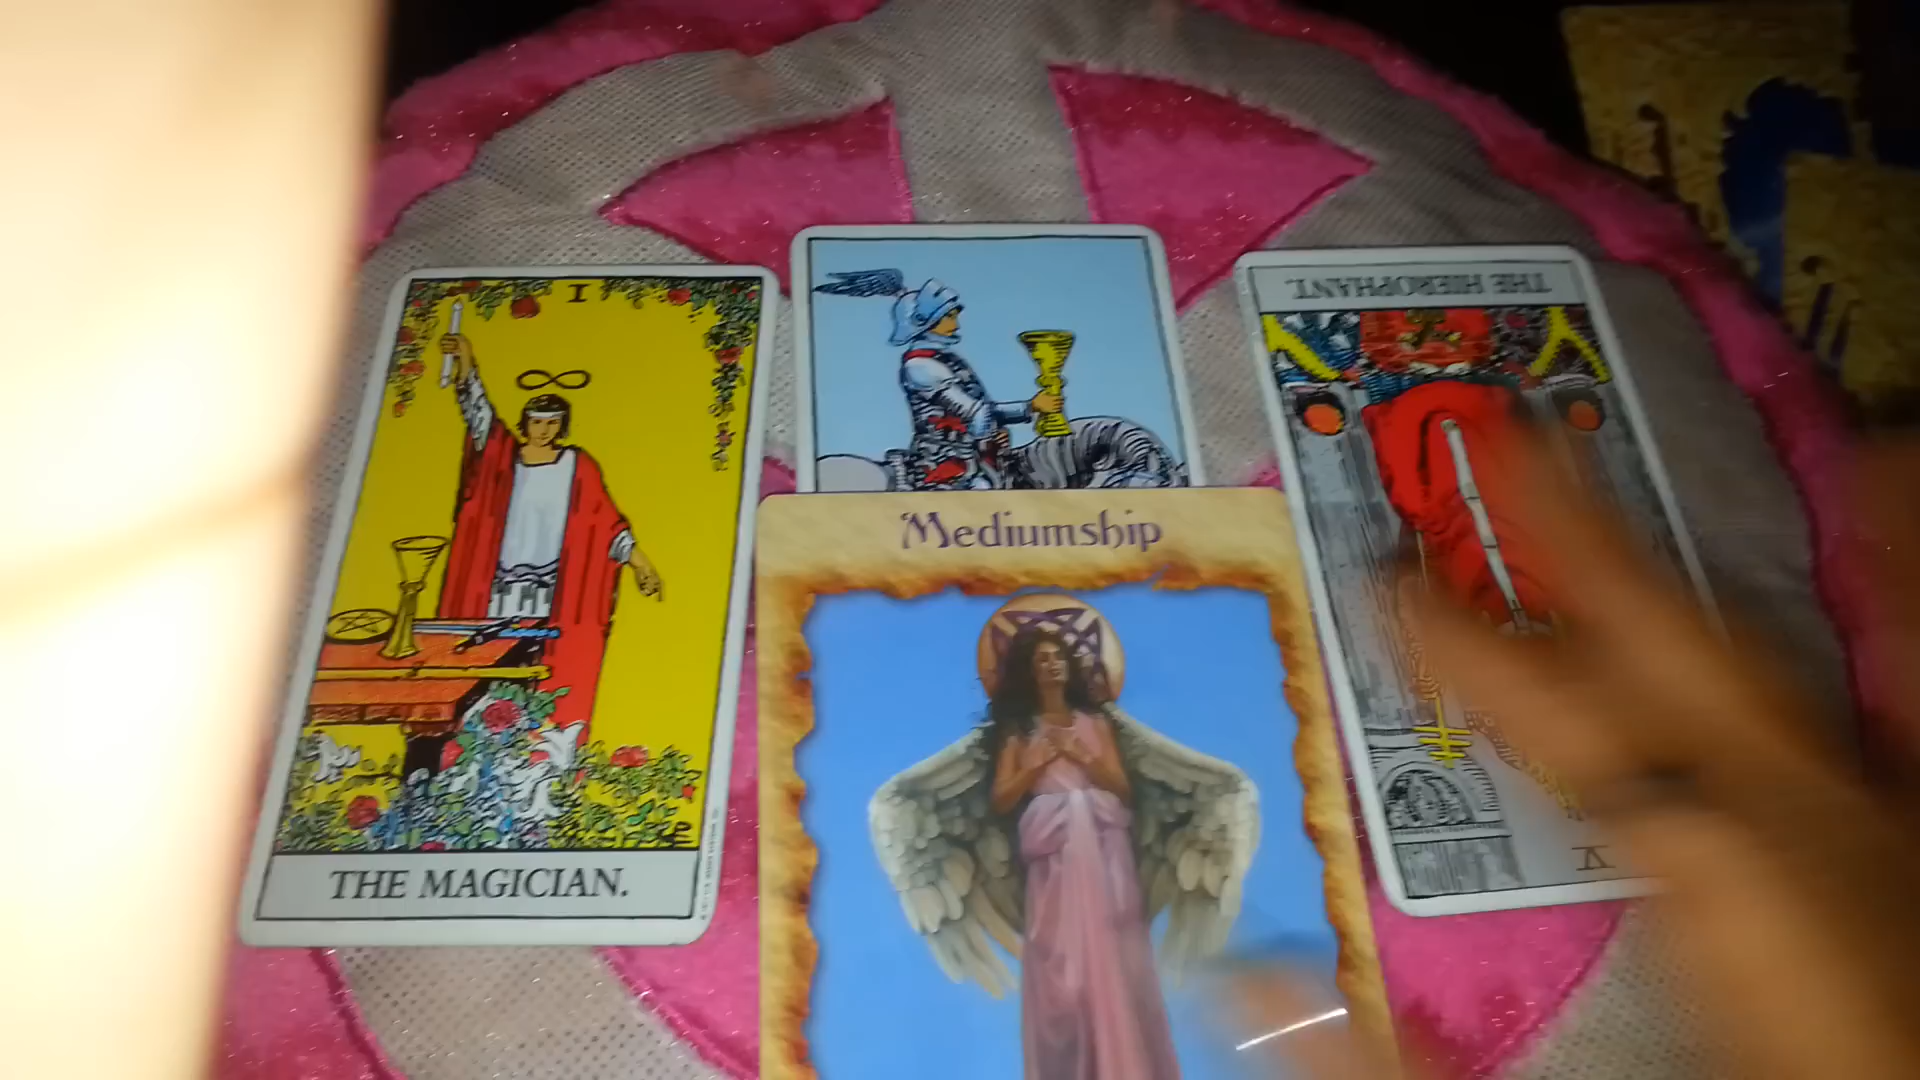 I
THE MAGICIAN.
THE HIEROPHANT.
V
Mediumship